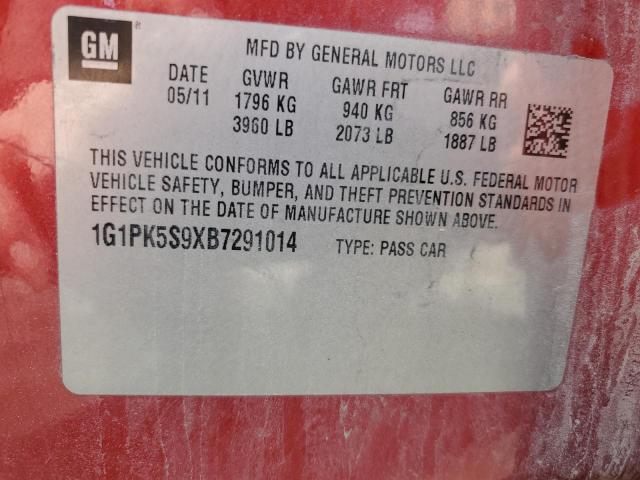 GM
MFD BY GENERAL MOTORS LLC
DATE GVWR GAWR FRT GAWR RR
05/11 1796 KG 940 KG 856 KG
3960 LB 2073 LB 1887 LB
THIS VEHICLE CONFORMS TO ALL APPLICABLE U.S. FEDERAL MOTOR
VEHICLE SAFETY, BUMPER, AND THEFT PREVENTION STANDARDS IN
EFFECT ON THE DATE OF MANUFACTURE SHOWN ABOVE.
1G1PK5S9XB7291014 TYPE: PASS CAR